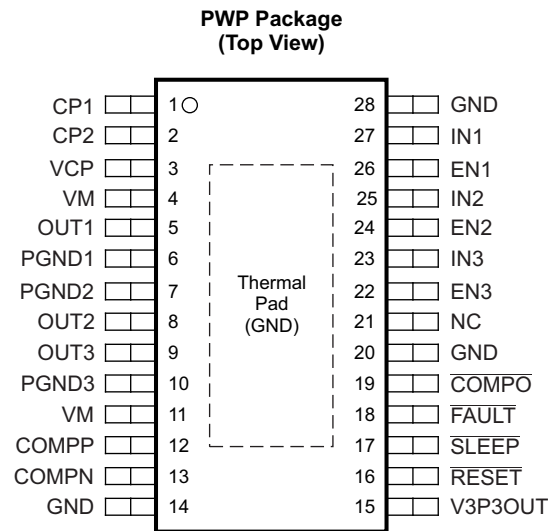 PWP Package
(Top View)
CP1 1 28 GND
CP2 2 27 IN1
VCP 3 26 EN1
VM 4 25 IN2
OUT1 5 24 EN2
PGND1 6 23 IN3
PGND2 7 22 EN3
OUT2 8 21 NC
OUT3 9 20 GND
PGND3 10 19 COMPO
VM 11 18 FAULT
COMPP 12 17 SLEEP
COMPN 13 16 RESET
GND 14 15 V3P3OUT
Thermal
Pad
(GND)